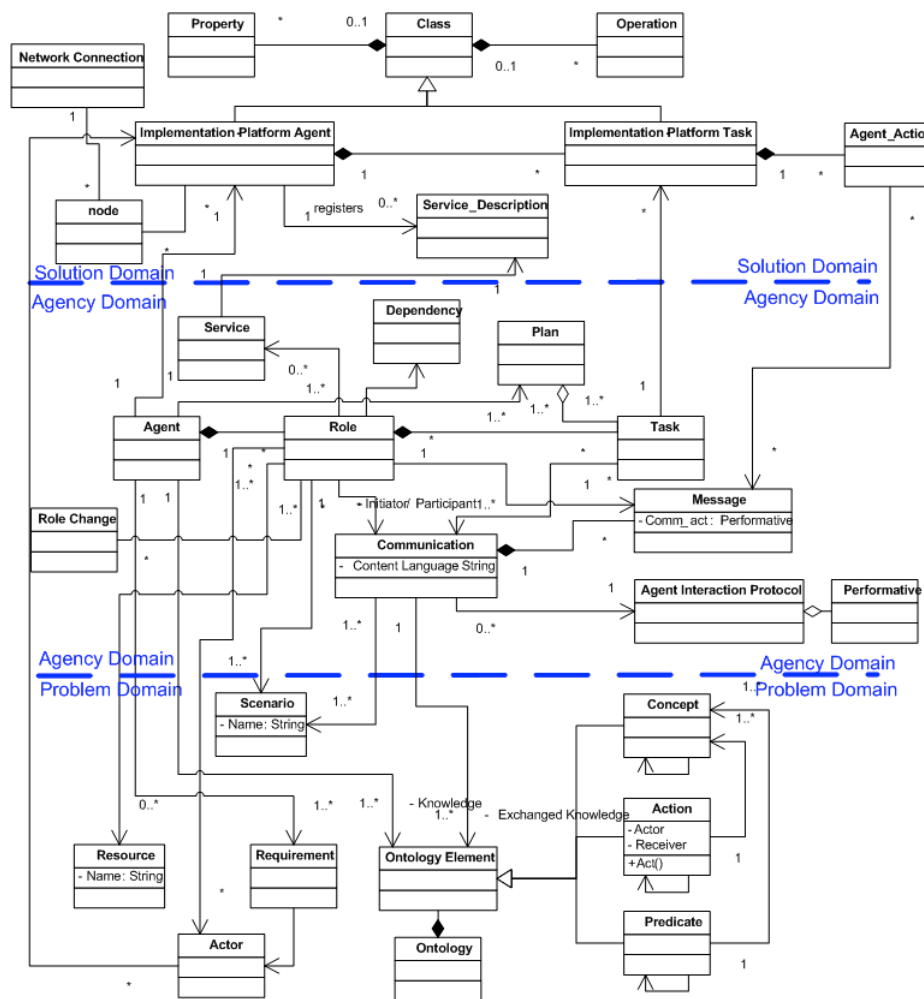 Property
*
0..1
Class
Operation
0..1
*
Network Connection
1
Implementation-Platform Agent
Implementation-Platform Task
Agent_Action
1
*
1
*
*
*
node
*
1
registers
1
0..*
Service_Description
*
*
Solution Domain
Solution Domain
Agency Domain
Agency Domain
1
1
Service
Dependency
Plan
0..*
1
1
1..*
1..*
1..*
1..*
1
Agent
Role
Task
1
*
*
*
1
*
1
*
*
1..*
Role Change
1..*
*
- Initiator/ Participant
1..*
Message
- Comm_act : Performative
Communication
- Content Language String
*
1
*
1
Agent Interaction Protocol
Performative
0..*
1..*
1
Agency Domain
Agency Domain
Problem Domain
Problem Domain
1..*
Scenario
- Name: String
1..*
Concept
1..*
1..*
0..*
1..*
1..*
- Knowledge
1..*
- Exchanged Knowledge
Action
- Actor
- Receiver
+Act()
1
Resource
- Name: String
Requirement
Ontology Element
*
Predicate
1
Actor
*
Ontology